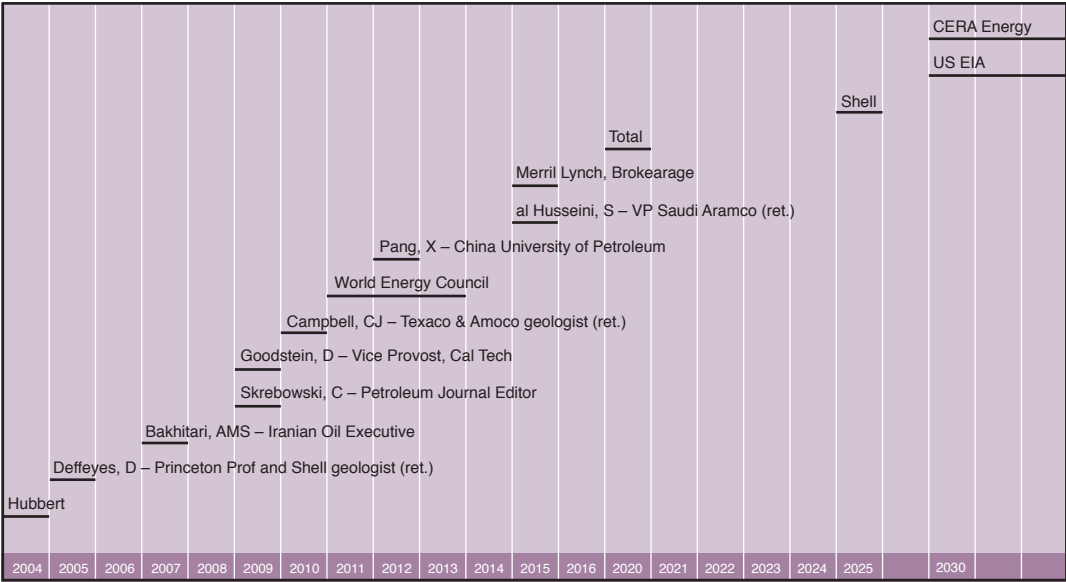 CERA Energy
US EIA
Shell
Total
Merril Lynch, Brokearage
al Husseini, S – VP Saudi Aramco (ret.)
Pang, X – China University of Petroleum
World Energy Council
Campbell, CJ – Texaco & Amoco geologist (ret.)
Goodstein, D – Vice Provost, Cal Tech
Skrebowski, C – Petroleum Journal Editor
Bakhitari, AMS – Iranian Oil Executive
Deffeyes, D – Princeton Prof and Shell geologist (ret.)
Hubbert
2004 2005 2006 2007 2008 2009 2010 2011 2012 2013 2014 2015 2016 2020 2021 2022 2023 2024 2025 2030